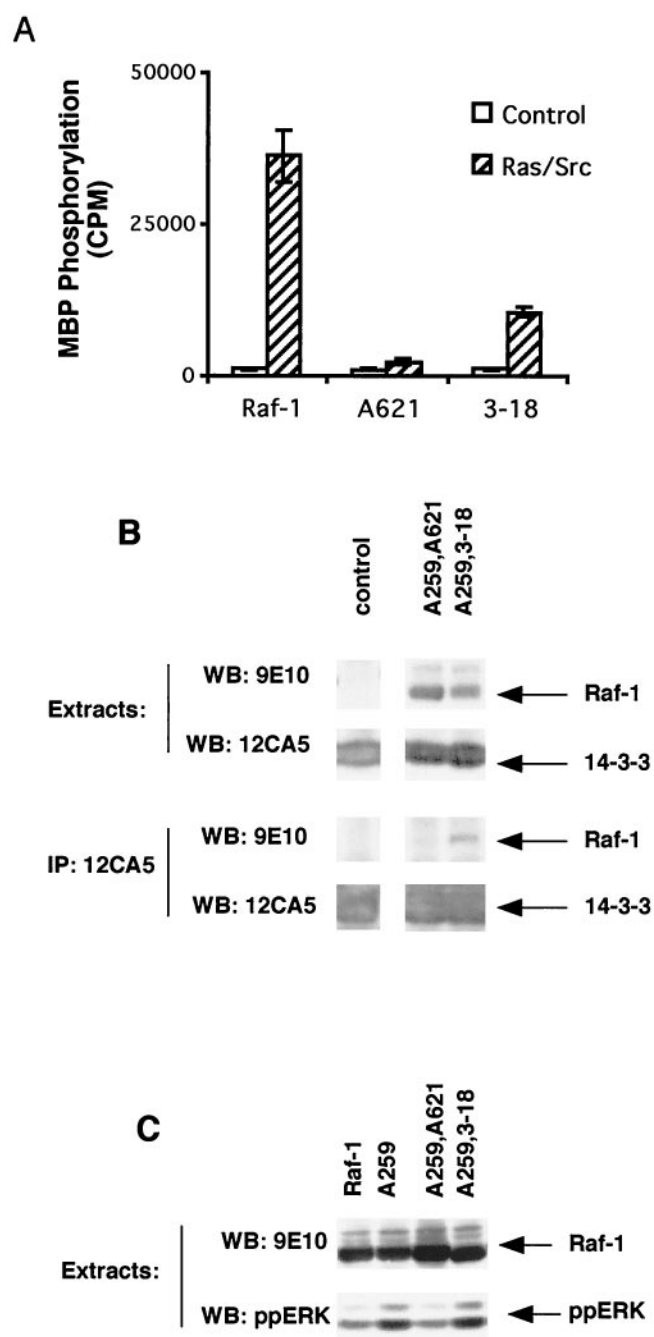 A
50000
25000
0
MBP Phosphorylation
(CPM)
Control
Ras/Src
Raf-1 A621 3-18
B
control
A259,A621
A259,3-18
Extracts:
WB: 9E10
Raf-1
WB: 12CA5
14-3-3
IP: 12CA5
WB: 9E10
Raf-1
WB: 12CA5
14-3-3
C
Raf-1
A259
A259,A621
A259,3-18
Extracts:
WB: 9E10
Raf-1
WB: ppERK
ppERK